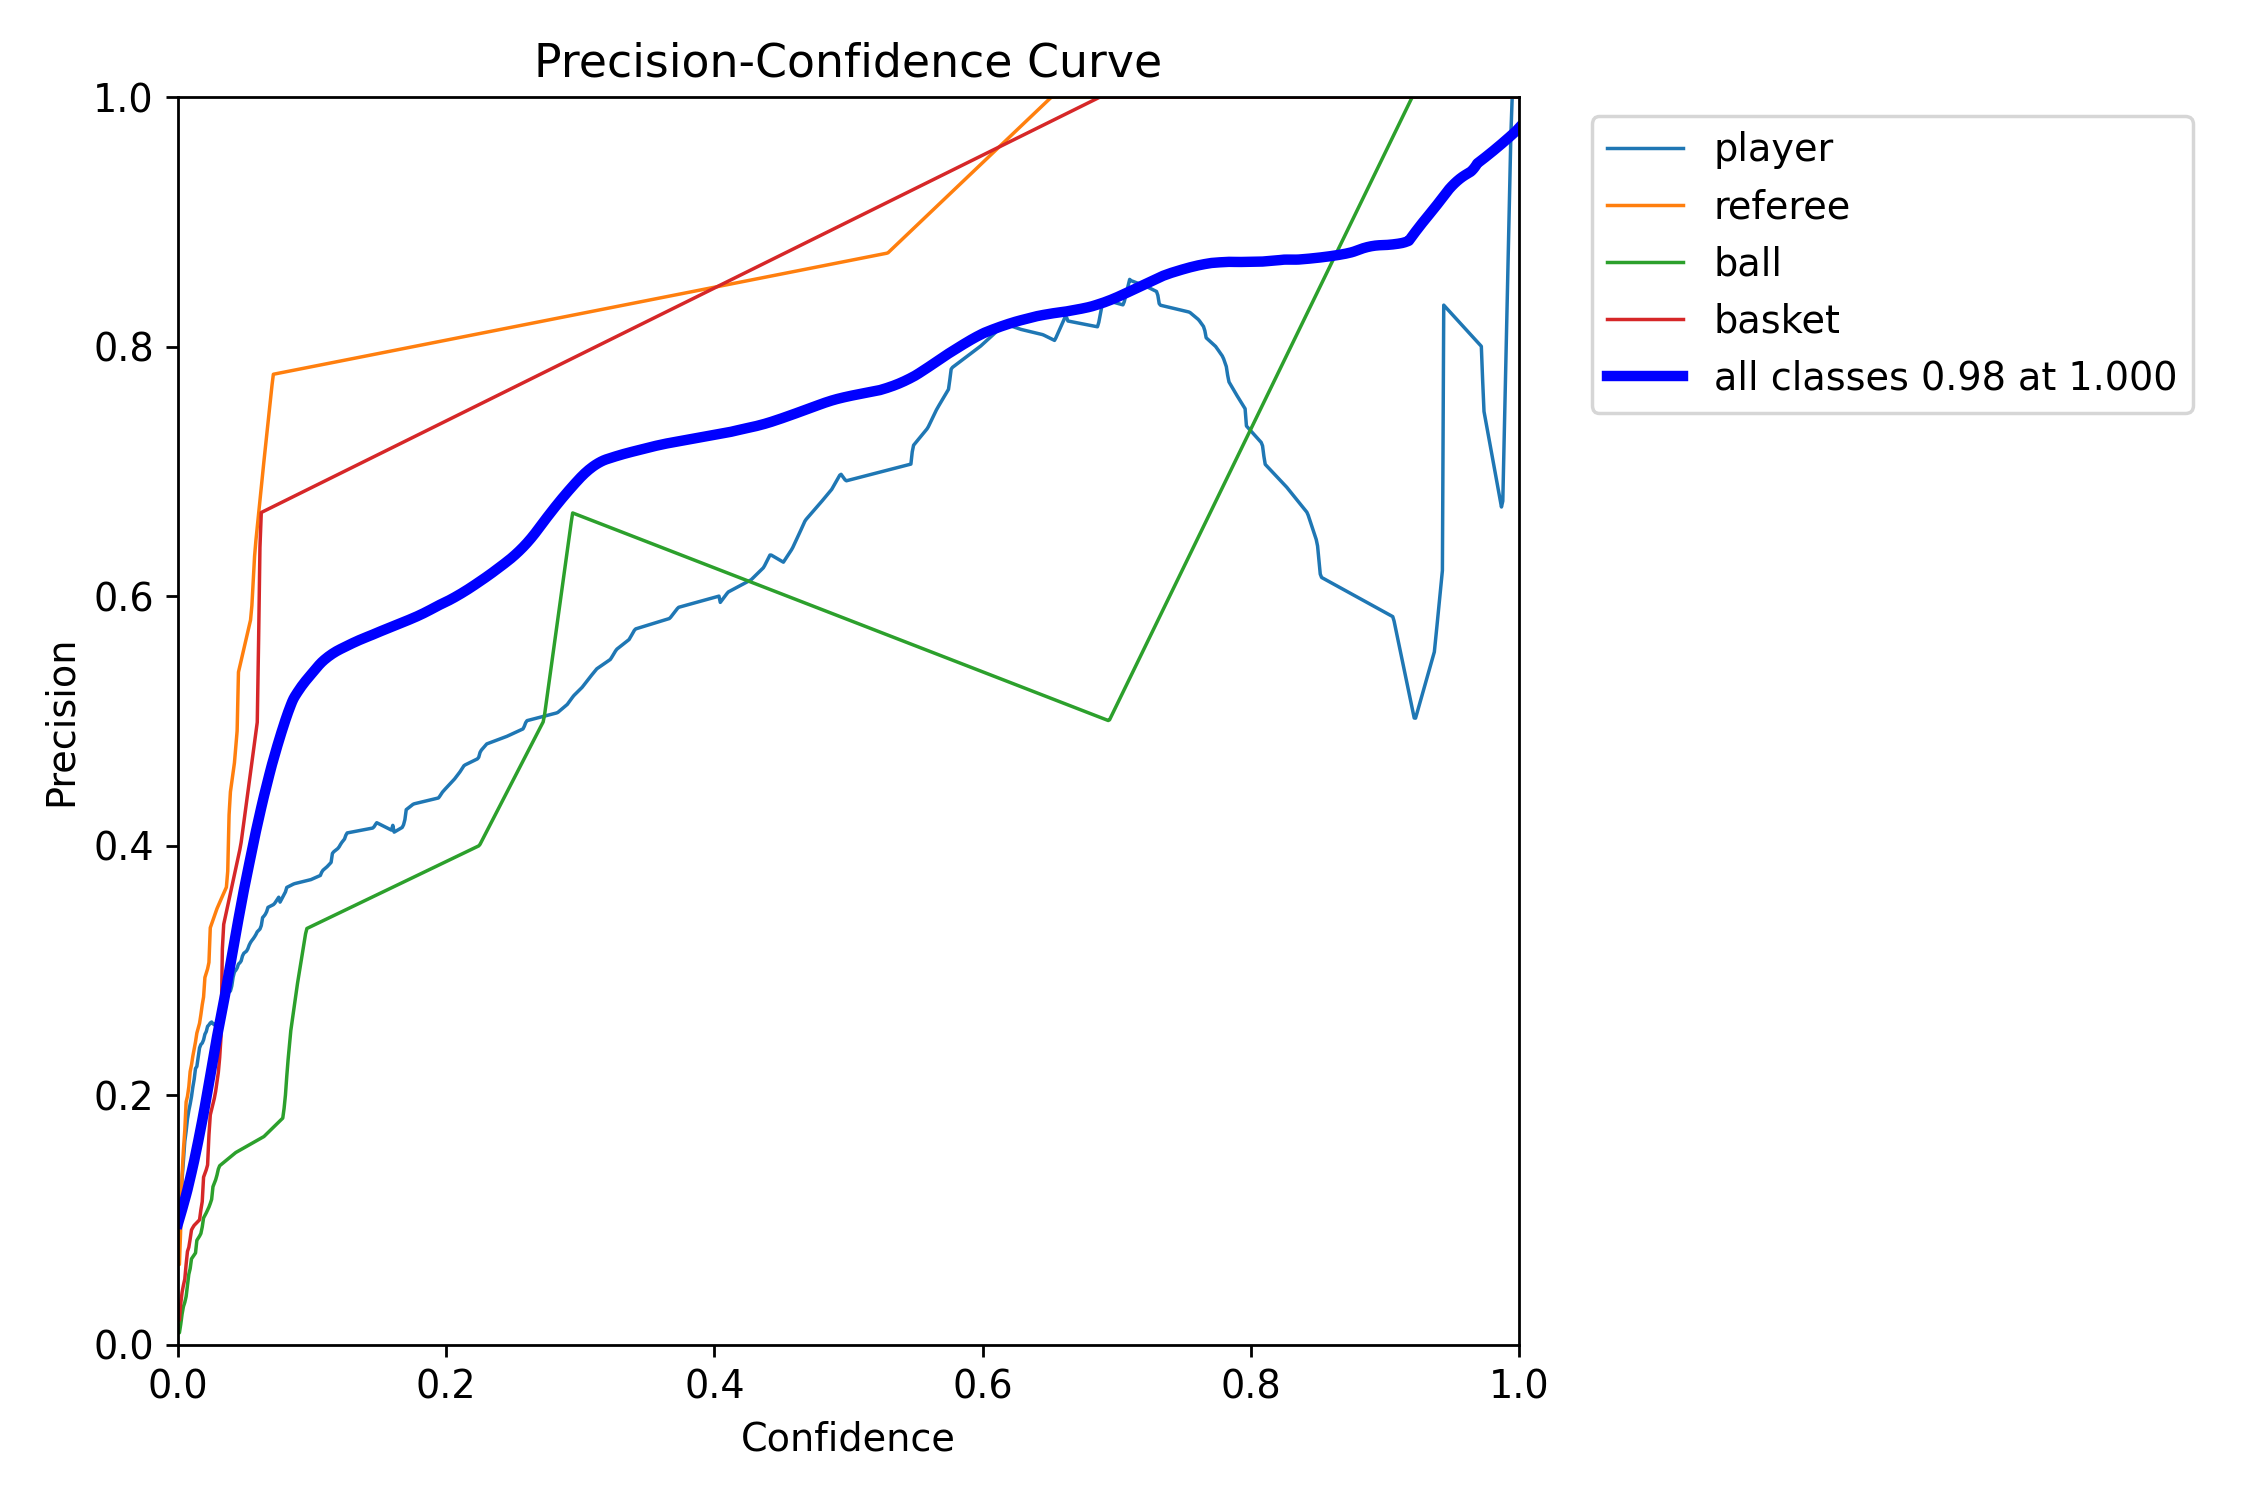 Precision-Confidence Curve
1.0
0.8
0.6
0.4
0.2
0.0
Precision
0.0 0.2 0.4 0.6 0.8 1.0
Confidence
player
referee
ball
basket
all classes 0.98 at 1.000